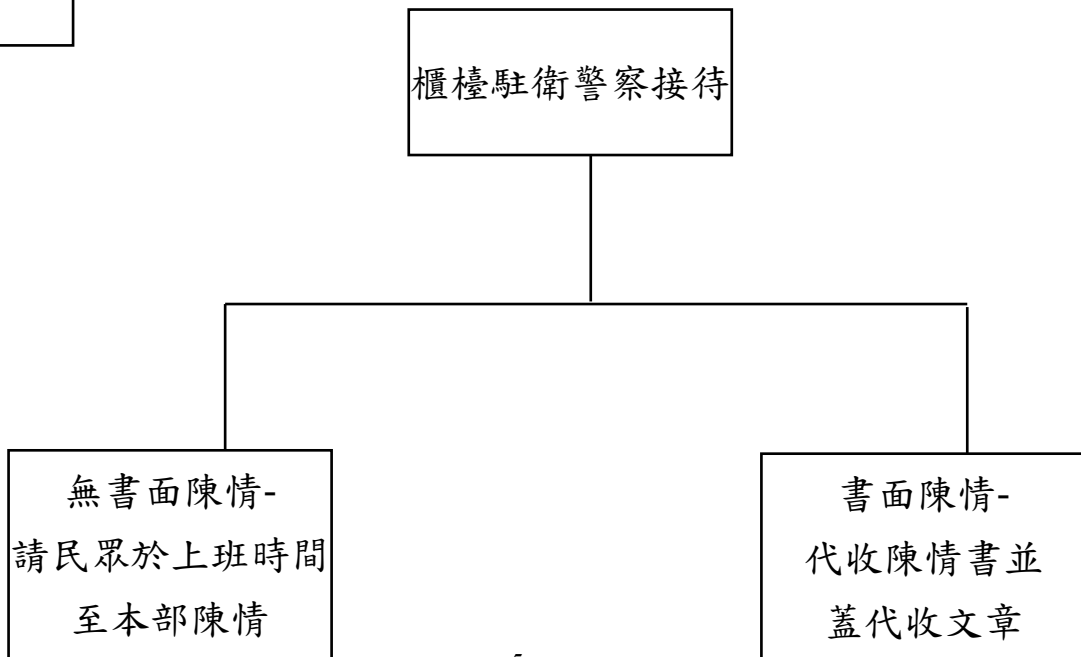 櫃檯駐衛警察接待
無書面陳情-
請民眾於上班時間
至本部陳情
書面陳情-
代收陳情書並
蓋代收文章